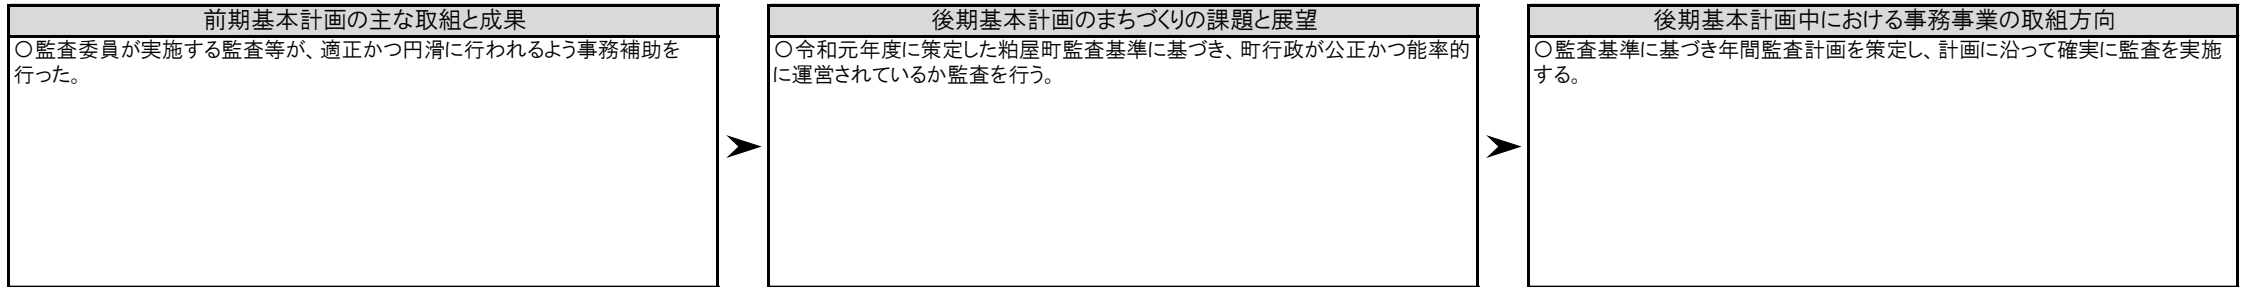 前期基本計画の主な取組と成果
〇監査委員が実施する監査等が、適正かつ円滑に行われるよう事務補助を
行った。
後期基本計画のまちづくりの課題と展望
〇令和元年度に策定した粕屋町監査基準に基づき、町行政が公正かつ能率的
に運営されているか監査を行う。
後期基本計画中における事務事業の取組方向
〇監査基準に基づき年間監査計画を策定し、計画に沿って確実に監査を実施
する。